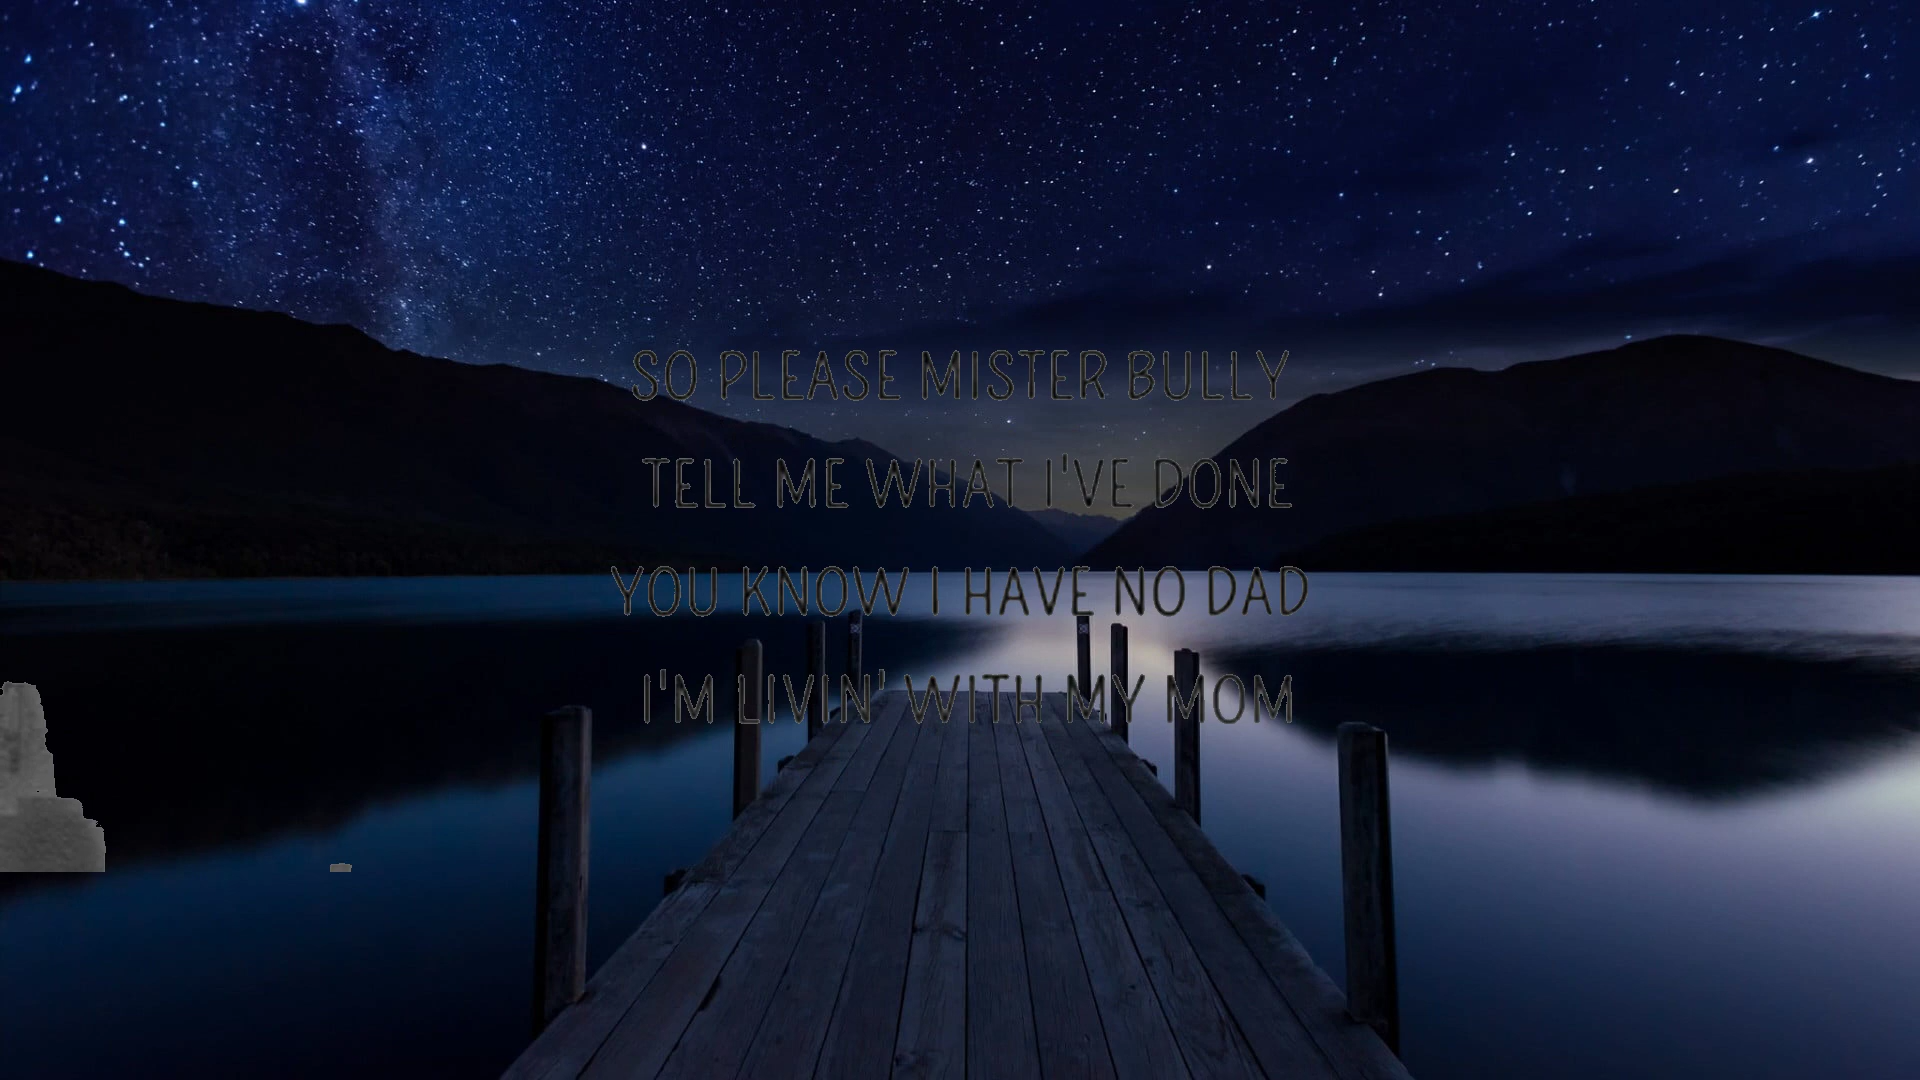 SO PLEASE MISTER BULLY
TELL ME WHAT I'VE DONE
YOU KNOW I HAVE NO DAD
I'M LIVIN' WITH MY MOM